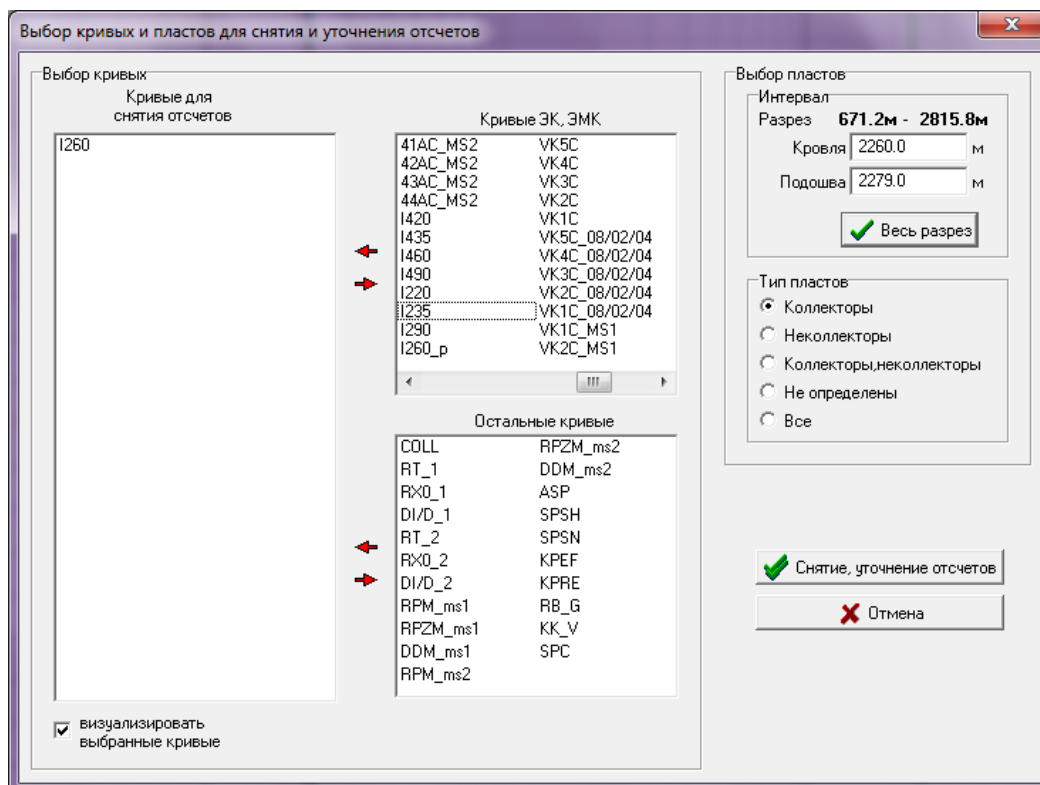 Выбор кривых и пластов для снятия и уточнения отсчетов
Выбор кривых
Кривые для
снятия отсчетов
I260
Кривые ЭК, ЭМК
41AC_MS2 VK5C
42AC_MS2 VK4C
43AC_MS2 VK3C
44AC_MS2 VK2C
I420 VK1C
I435 VK5C_08/02/04
I460 VK4C_08/02/04
I490 VK3C_08/02/04
I220 VK2C_08/02/04
I235 VK1C_08/02/04
I290 VK1C_MS1
I260_p VK2C_MS1
Остальные кривые
COLL RPZM_ms2
RT_1 DDM_ms2
RX0_1 ASP
DI/D_1 SPSH
RT_2 SPSN
RX0_2 KPEF
DI/D_2 KPRE
RPM_ms1 RB_G
RPZM_ms1 KK_V
DDM_ms1 SPC
RPM_ms2
визуализировать
выбранные кривые
Выбор пластов
Интервал
Разрез 671.2м - 2815.8м
Кровля 2260.0 м
Подошва 2279.0 м
Весь разрез
Тип пластов
Коллекторы
Неколлекторы
Коллекторы,неколлекторы
Не определены
Все
Снятие, уточнение отсчетов
Отмена